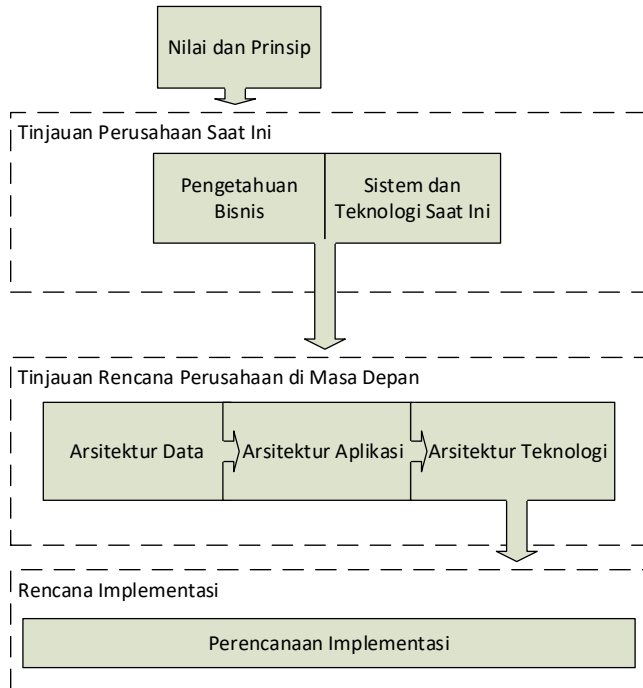 Nilai dan Prinsip
Tinjauan Perusahaan Saat Ini
Pengetahuan
Bisnis
Sistem dan
Teknologi Saat Ini
Tinjauan Rencana Perusahaan di Masa Depan
Arsitektur Data
Arsitektur Aplikasi
Arsitektur Teknologi
Rencana Implementasi
Perencanaan Implementasi